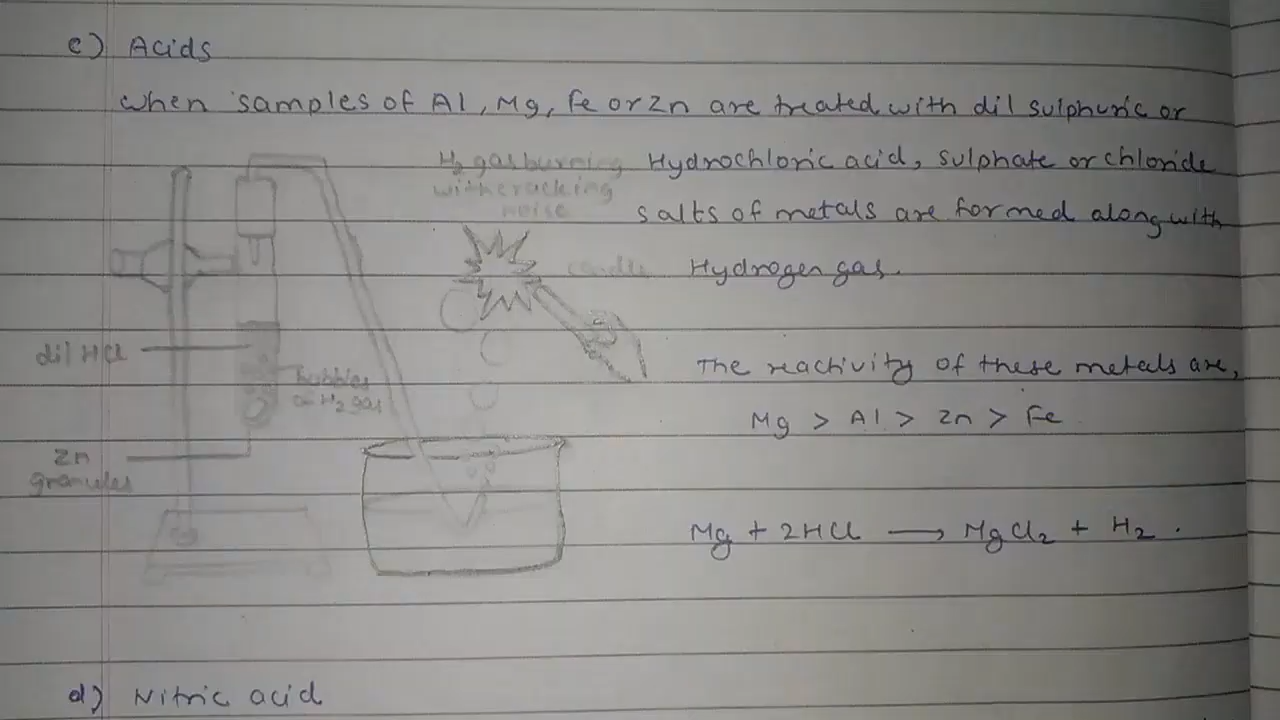 c) Acids
when samples of Al, Mg, Fe or Zn are treated with dil sulphuric or
H2 gas burning
with cracking
noise
Hydrochloric acid, sulphate or chloride
salts of metals are formed along with
Hydrogen gas.
candle
dil HCl
bubbles
H2 gas
Zn
granules
The reactivity of these metals are,
Mg > Al > Zn > Fe
Mg + 2HCl ⟶ MgCl2 + H2.
d) Nitric acid